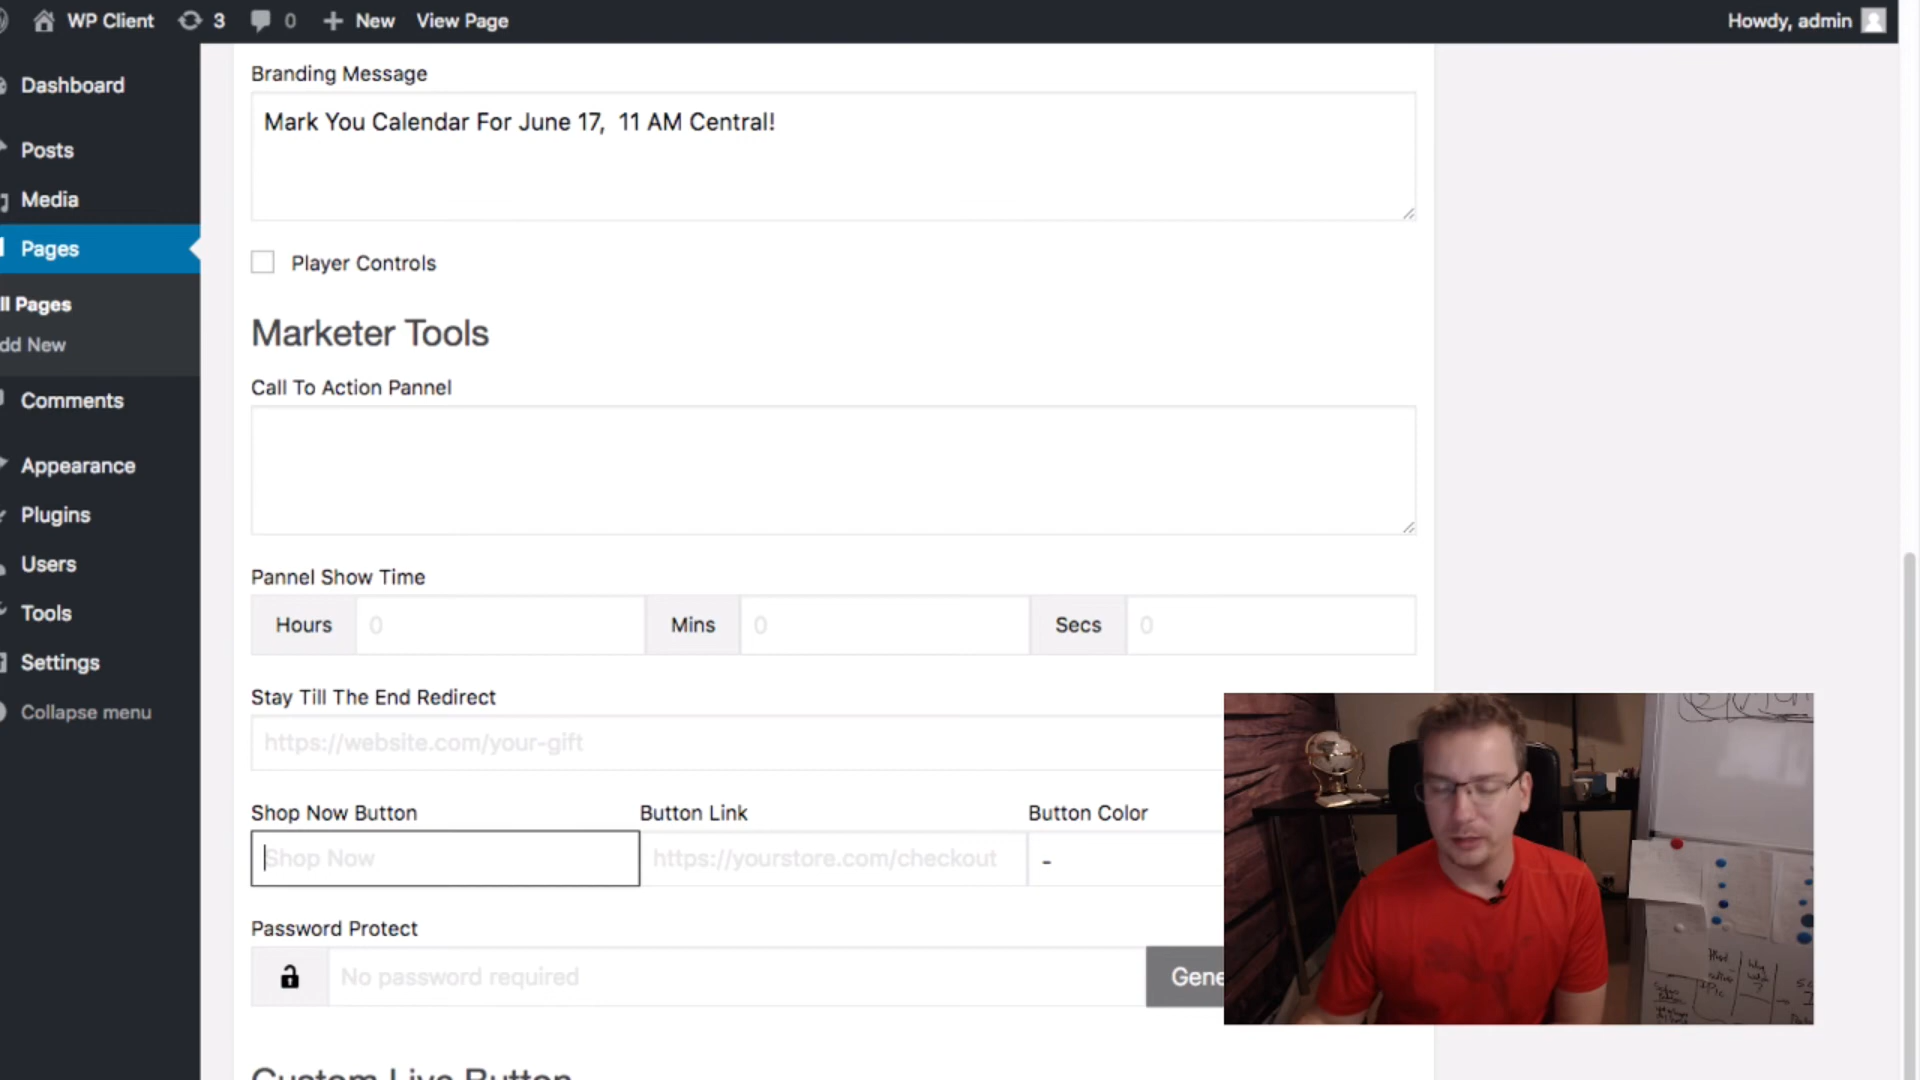 WP Client 3 0 New View Page Howdy, admin
Dashboard
Posts
Media
Pages
ll Pages
dd New
Comments
Appearance
Plugins
Users
Tools
Settings
Collapse menu
Branding Message
Mark You Calendar For June 17, 11 AM Central!
Player Controls
Marketer Tools
Call To Action Pannel
Pannel Show Time
Hours 0 Mins 0 Secs 0
Stay Till The End Redirect
https://website.com/your-gift
Shop Now Button Button Link Button Color
Shop Now https://yourstore.com/checkout -
Password Protect
No password required Gene
Custom Live Button